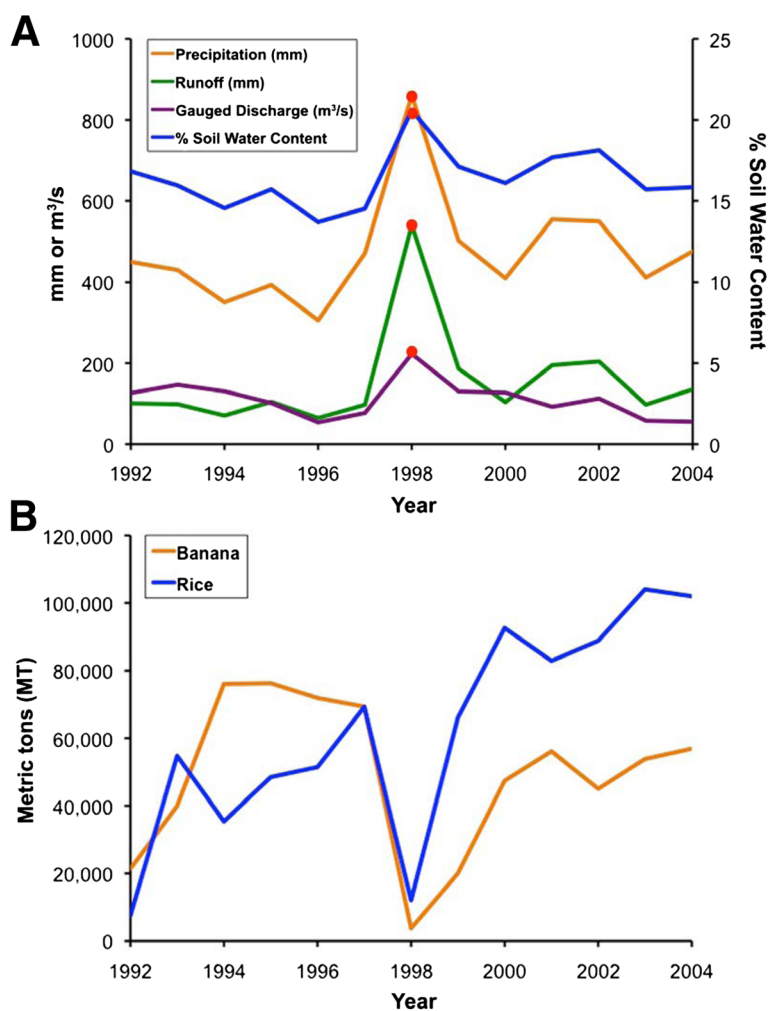 A
1000
800
600
400
200
0
Precipitation (mm)
Runoff (mm)
Gauged Discharge (m³/s)
% Soil Water Content
25
20
15
10
5
0
mm or m³/s
% Soil Water Content
1992 1994 1996 1998 2000 2002 2004
Year
B
120,000
100,000
80,000
60,000
40,000
20,000
0
Banana
Rice
Metric tons (MT)
1992 1994 1996 1998 2000 2002 2004
Year